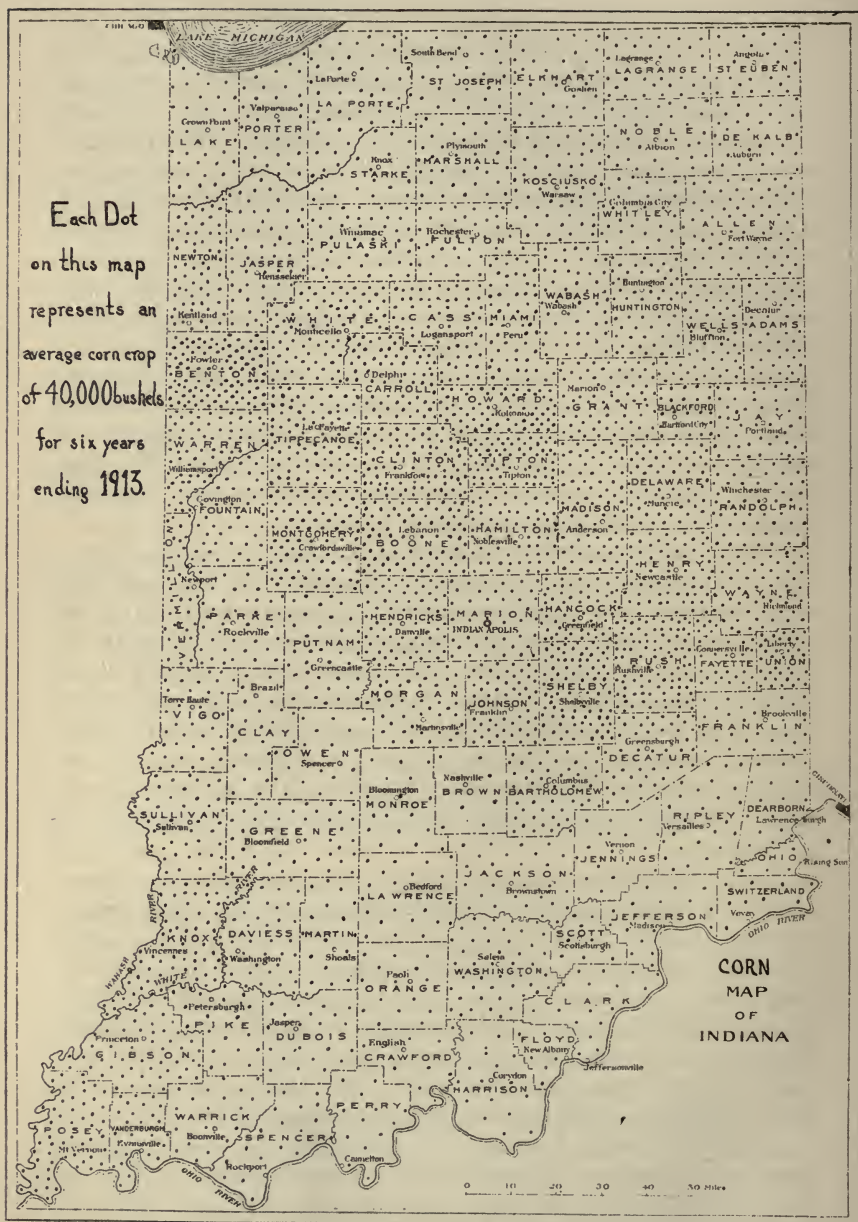 CHICAGO
LAKE MICHIGAN
Each Dot
on this map
represents an
average corn crop
of 40,000 bushels
for six years
ending 1913.
South Bend
ST JOSEPH
ELKHART
Goshen
Lagrange
LAGRANGE
Angola
STEUBEN
LaPorte
LA PORTE
Valparaiso
PORTER
Crown Point
LAKE
Knox
STARKE
Plymouth
MARSHALL
NOBLE
Albion
DE KALB
Auburn
KOSCIUSKO
Warsaw
Columbus City
WHITLEY
ALLEN
Fort Wayne
NEWTON
Kentland
JASPER
Rensselaer
Winimac
PULASKI
Rochester
FULTON
WHITE
Monticello
CASS
Logansport
MIAMI
Peru
WABASH
Wabash
Huntington
HUNTINGTON
WELLS
Bluffton
Decatur
ADAMS
Fowler
BENTON
Delphi
CARROLL
HOWARD
Kokomo
Marion
GRANT
BLACKFORD
JAY
Portland
WARREN
Williamsport
LaFayette
TIPPECANOE
CLINTON
Frankfort
TIPTON
Tipton
MADISON
Anderson
DELAWARE
Muncie
Winchester
RANDOLPH
Covington
FOUNTAIN
MONTGOMERY
Crawfordsville
Lebanon
BOONE
HAMILTON
Noblesville
HENRY
Newcastle
WAYNE
Richmond
VERMILLION
Newport
PARKE
Rockville
PUTNAM
Greencastle
HENDRICKS
Danville
MARION
INDIANAPOLIS
HANCOCK
Greenfield
RUSH
Rushville
Connersville
FAYETTE
Liberty
UNION
Terre Haute
VIGO
Brazil
CLAY
OWEN
Spencer
MORGAN
Martinsville
JOHNSON
Franklin
SHELBY
Shelbyville
Greensburgh
DECATUR
Brookville
FRANKLIN
SULLIVAN
Sullivan
GREENE
Bloomfield
Bloomington
MONROE
Nashville
BROWN
Columbus
BARTHOLOMEW
Vernon
JENNINGS
RIPLEY
Versailles
DEARBORN
Lawrenceburgh
OHIO
Rising Sun
CINCINNATI
WABASH RIVER
KNOX
Vincennes
DAVIESS
Washington
MARTIN
Shoals
Bedford
LAWRENCE
JACKSON
Brownstown
SCOTT
Scottsburgh
JEFFERSON
Madison
SWITZERLAND
Vevay
OHIO RIVER
WHITE
RIVER
Petersburgh
PIKE
Jasper
DUBOIS
Paoli
ORANGE
Salem
WASHINGTON
CLARK
Jeffersonville
Princeton
GIBSON
English
CRAWFORD
FLOYD
New Albany
Corydon
HARRISON
POSEY
Mt Vernon
VANDERBURGH
Evansville
WARRICK
Boonville
SPENCER
Rockport
PERRY
Cannelton
OHIO RIVER
CORN
MAP
OF
INDIANA
0 10 20 30 40 50 Miles